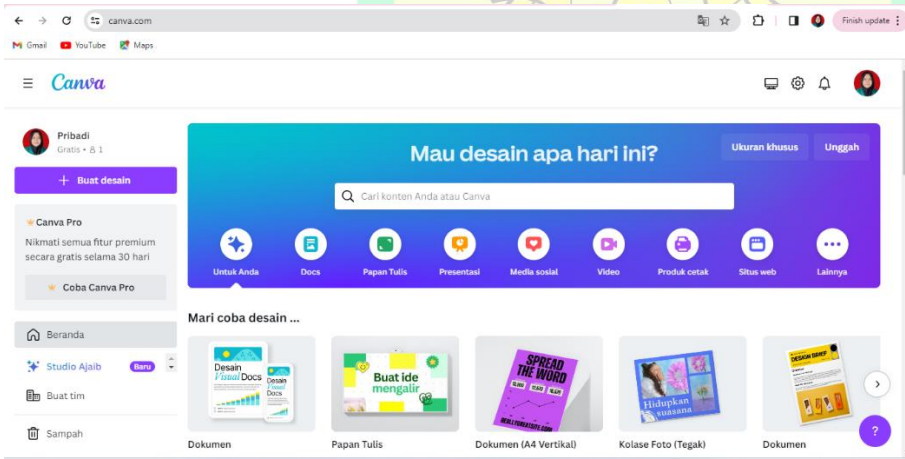 canva.com
Finish update
Gmail
YouTube
Maps
Canva
Pribadi
Gratis • 1
+ Buat desain
Canva Pro
Nikmati semua fitur premium
secara gratis selama 30 hari
Coba Canva Pro
Beranda
Studio Ajaib
Baru
Buat tim
Sampah
Mau desain apa hari ini?
Ukuran khusus
Unggah
Cari konten Anda atau Canva
Untuk Anda
Docs
Papan Tulis
Presentasi
Media sosial
Video
Produk cetak
Situs web
Lainnya
Mari coba desain ...
Desain
Visual Docs
Desain
Visual
Docs
Dokumen
Buat ide
mengalir
Papan Tulis
SPREAD
THE WORD
Dokumen (A4 Vertikal)
Hidupkan
suasana
Kolase Foto (Tegak)
DESIGN BRIEF
Dokumen
?